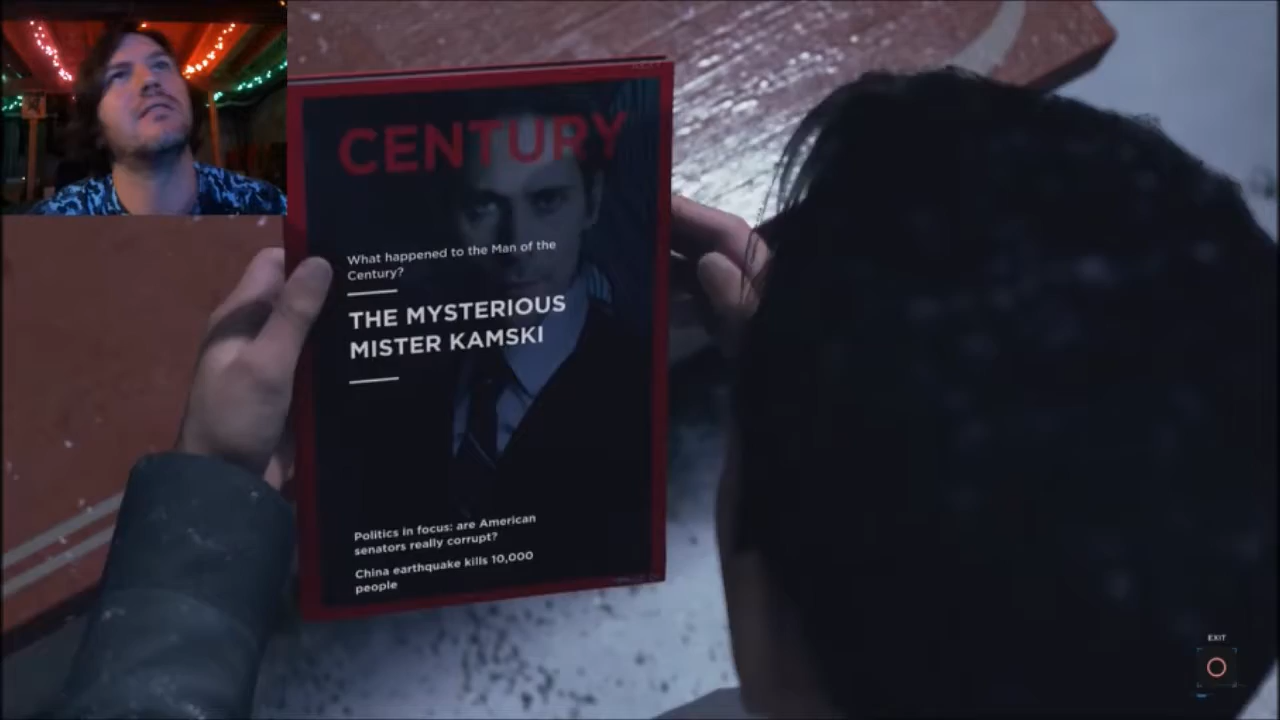 CENTURY
What happened to the Man of the
Century?
THE MYSTERIOUS
MISTER KAMSKI
Politics in focus: are American
senators really corrupt?
China earthquake kills 10,000
people
EXIT